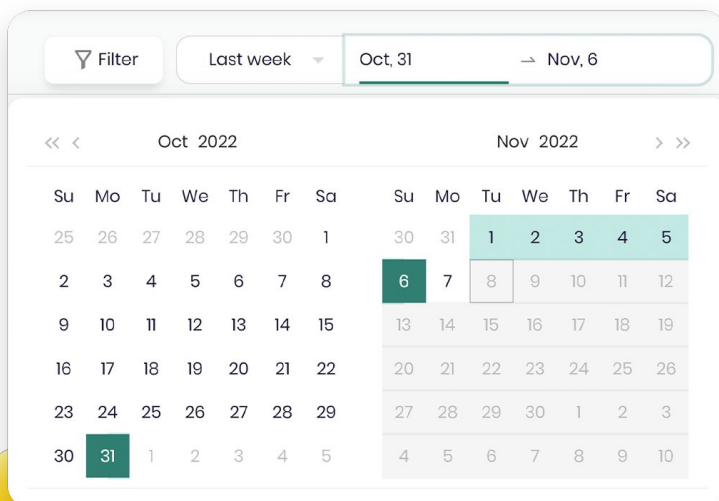 Filter Last week Oct, 31 → Nov, 6
<< < Oct 2022 Nov 2022 > >>
Su Mo Tu We Th Fr Sa Su Mo Tu We Th Fr Sa
25 26 27 28 29 30 1 30 31 1 2 3 4 5
2 3 4 5 6 7 8 6 7 8 9 10 11 12
9 10 11 12 13 14 15 13 14 15 16 17 18 19
16 17 18 19 20 21 22 20 21 22 23 24 25 26
23 24 25 26 27 28 29 27 28 29 30 1 2 3
30 31 1 2 3 4 5 4 5 6 7 8 9 10